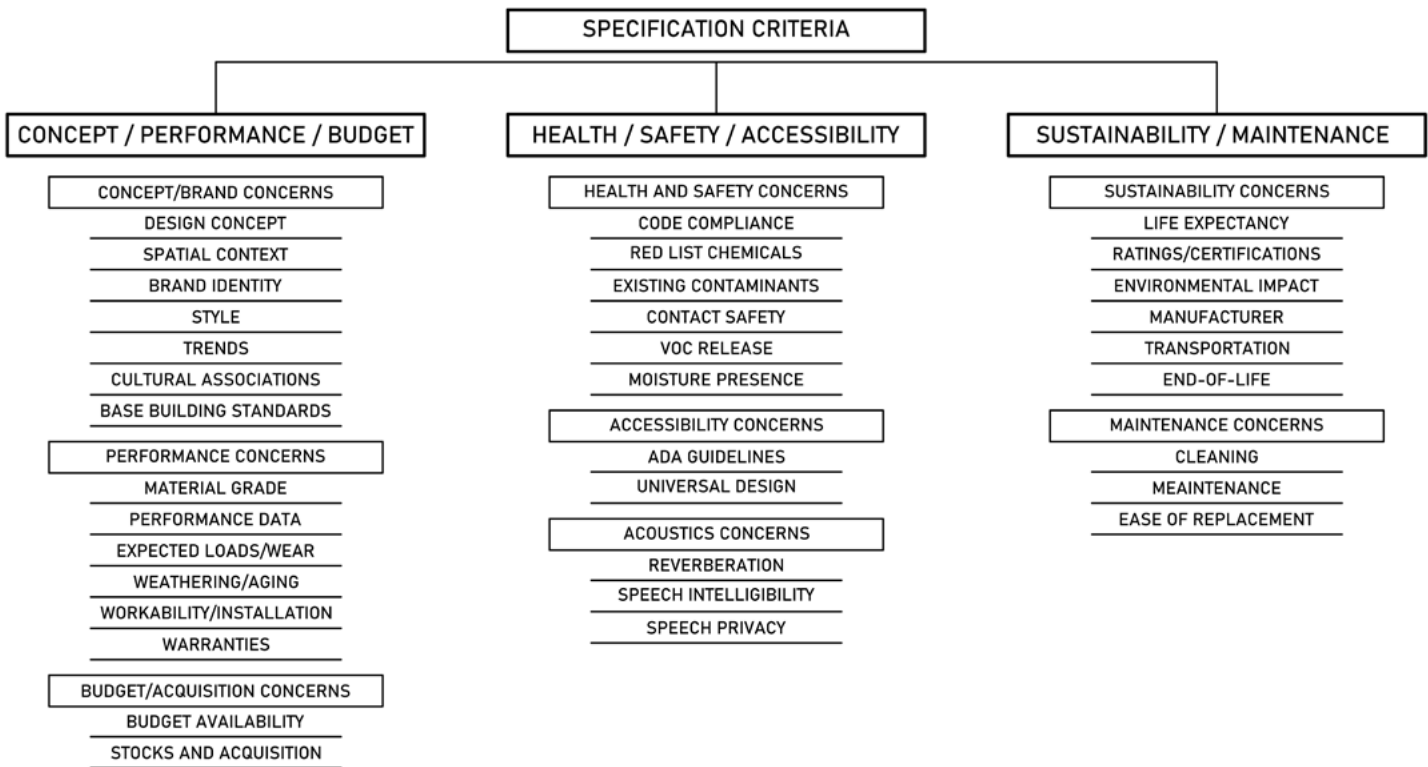 SPECIFICATION CRITERIA
CONCEPT / PERFORMANCE / BUDGET
CONCEPT/BRAND CONCERNS
DESIGN CONCEPT
SPATIAL CONTEXT
BRAND IDENTITY
STYLE
TRENDS
CULTURAL ASSOCIATIONS
BASE BUILDING STANDARDS
PERFORMANCE CONCERNS
MATERIAL GRADE
PERFORMANCE DATA
EXPECTED LOADS/WEAR
WEATHERING/AGING
WORKABILITY/INSTALLATION
WARRANTIES
BUDGET/ACQUISITION CONCERNS
BUDGET AVAILABILITY
STOCKS AND ACQUISITION
HEALTH / SAFETY / ACCESSIBILITY
HEALTH AND SAFETY CONCERNS
CODE COMPLIANCE
RED LIST CHEMICALS
EXISTING CONTAMINANTS
CONTACT SAFETY
VOC RELEASE
MOISTURE PRESENCE
ACCESSIBILITY CONCERNS
ADA GUIDELINES
UNIVERSAL DESIGN
ACOUSTICS CONCERNS
REVERBERATION
SPEECH INTELLIGIBILITY
SPEECH PRIVACY
SUSTAINABILITY / MAINTENANCE
SUSTAINABILITY CONCERNS
LIFE EXPECTANCY
RATINGS/CERTIFICATIONS
ENVIRONMENTAL IMPACT
MANUFACTURER
TRANSPORTATION
END-OF-LIFE
MAINTENANCE CONCERNS
CLEANING
MEAINTENANCE
EASE OF REPLACEMENT